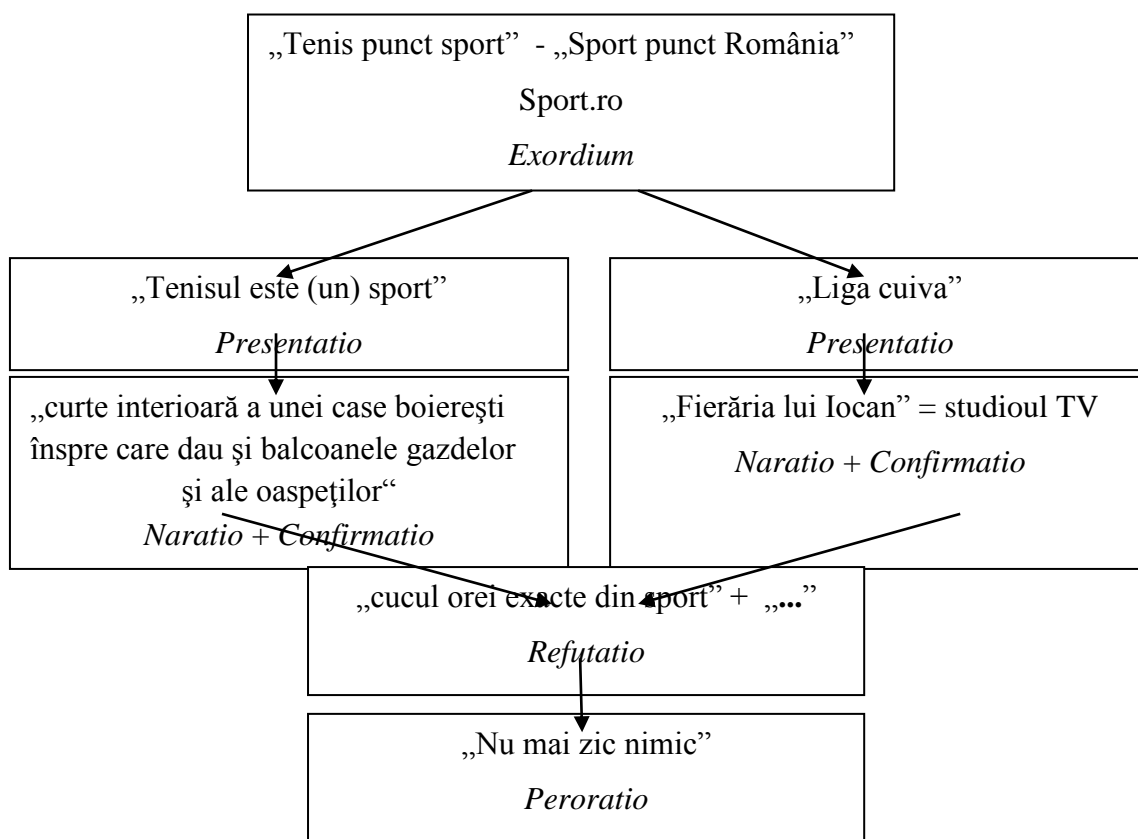 „Tenis punct sport” - „Sport punct România”
Sport.ro
Exordium
„Tenisul este (un) sport”
Presentatio
„Liga cuiva”
Presentatio
„curte interioară a unei case boiereşti
înspre care dau şi balcoanele gazdelor
şi ale oaspeţilor“
Naratio + Confirmatio
„Fierăria lui Iocan” = studioul TV
Naratio + Confirmatio
„cucul orei exacte din sport” + „...”
Refutatio
„Nu mai zic nimic”
Peroratio